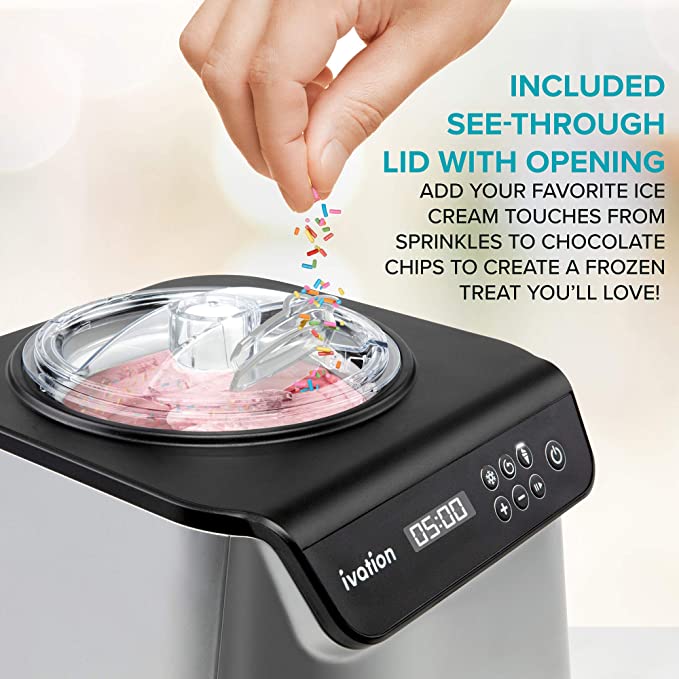 INCLUDED
SEE-THROUGH
LID WITH OPENING
ADD YOUR FAVORITE ICE
CREAM TOUCHES FROM
SPRINKLES TO CHOCOLATE
CHIPS TO CREATE A FROZEN
TREAT YOU'LL LOVE!
05:00
ivation